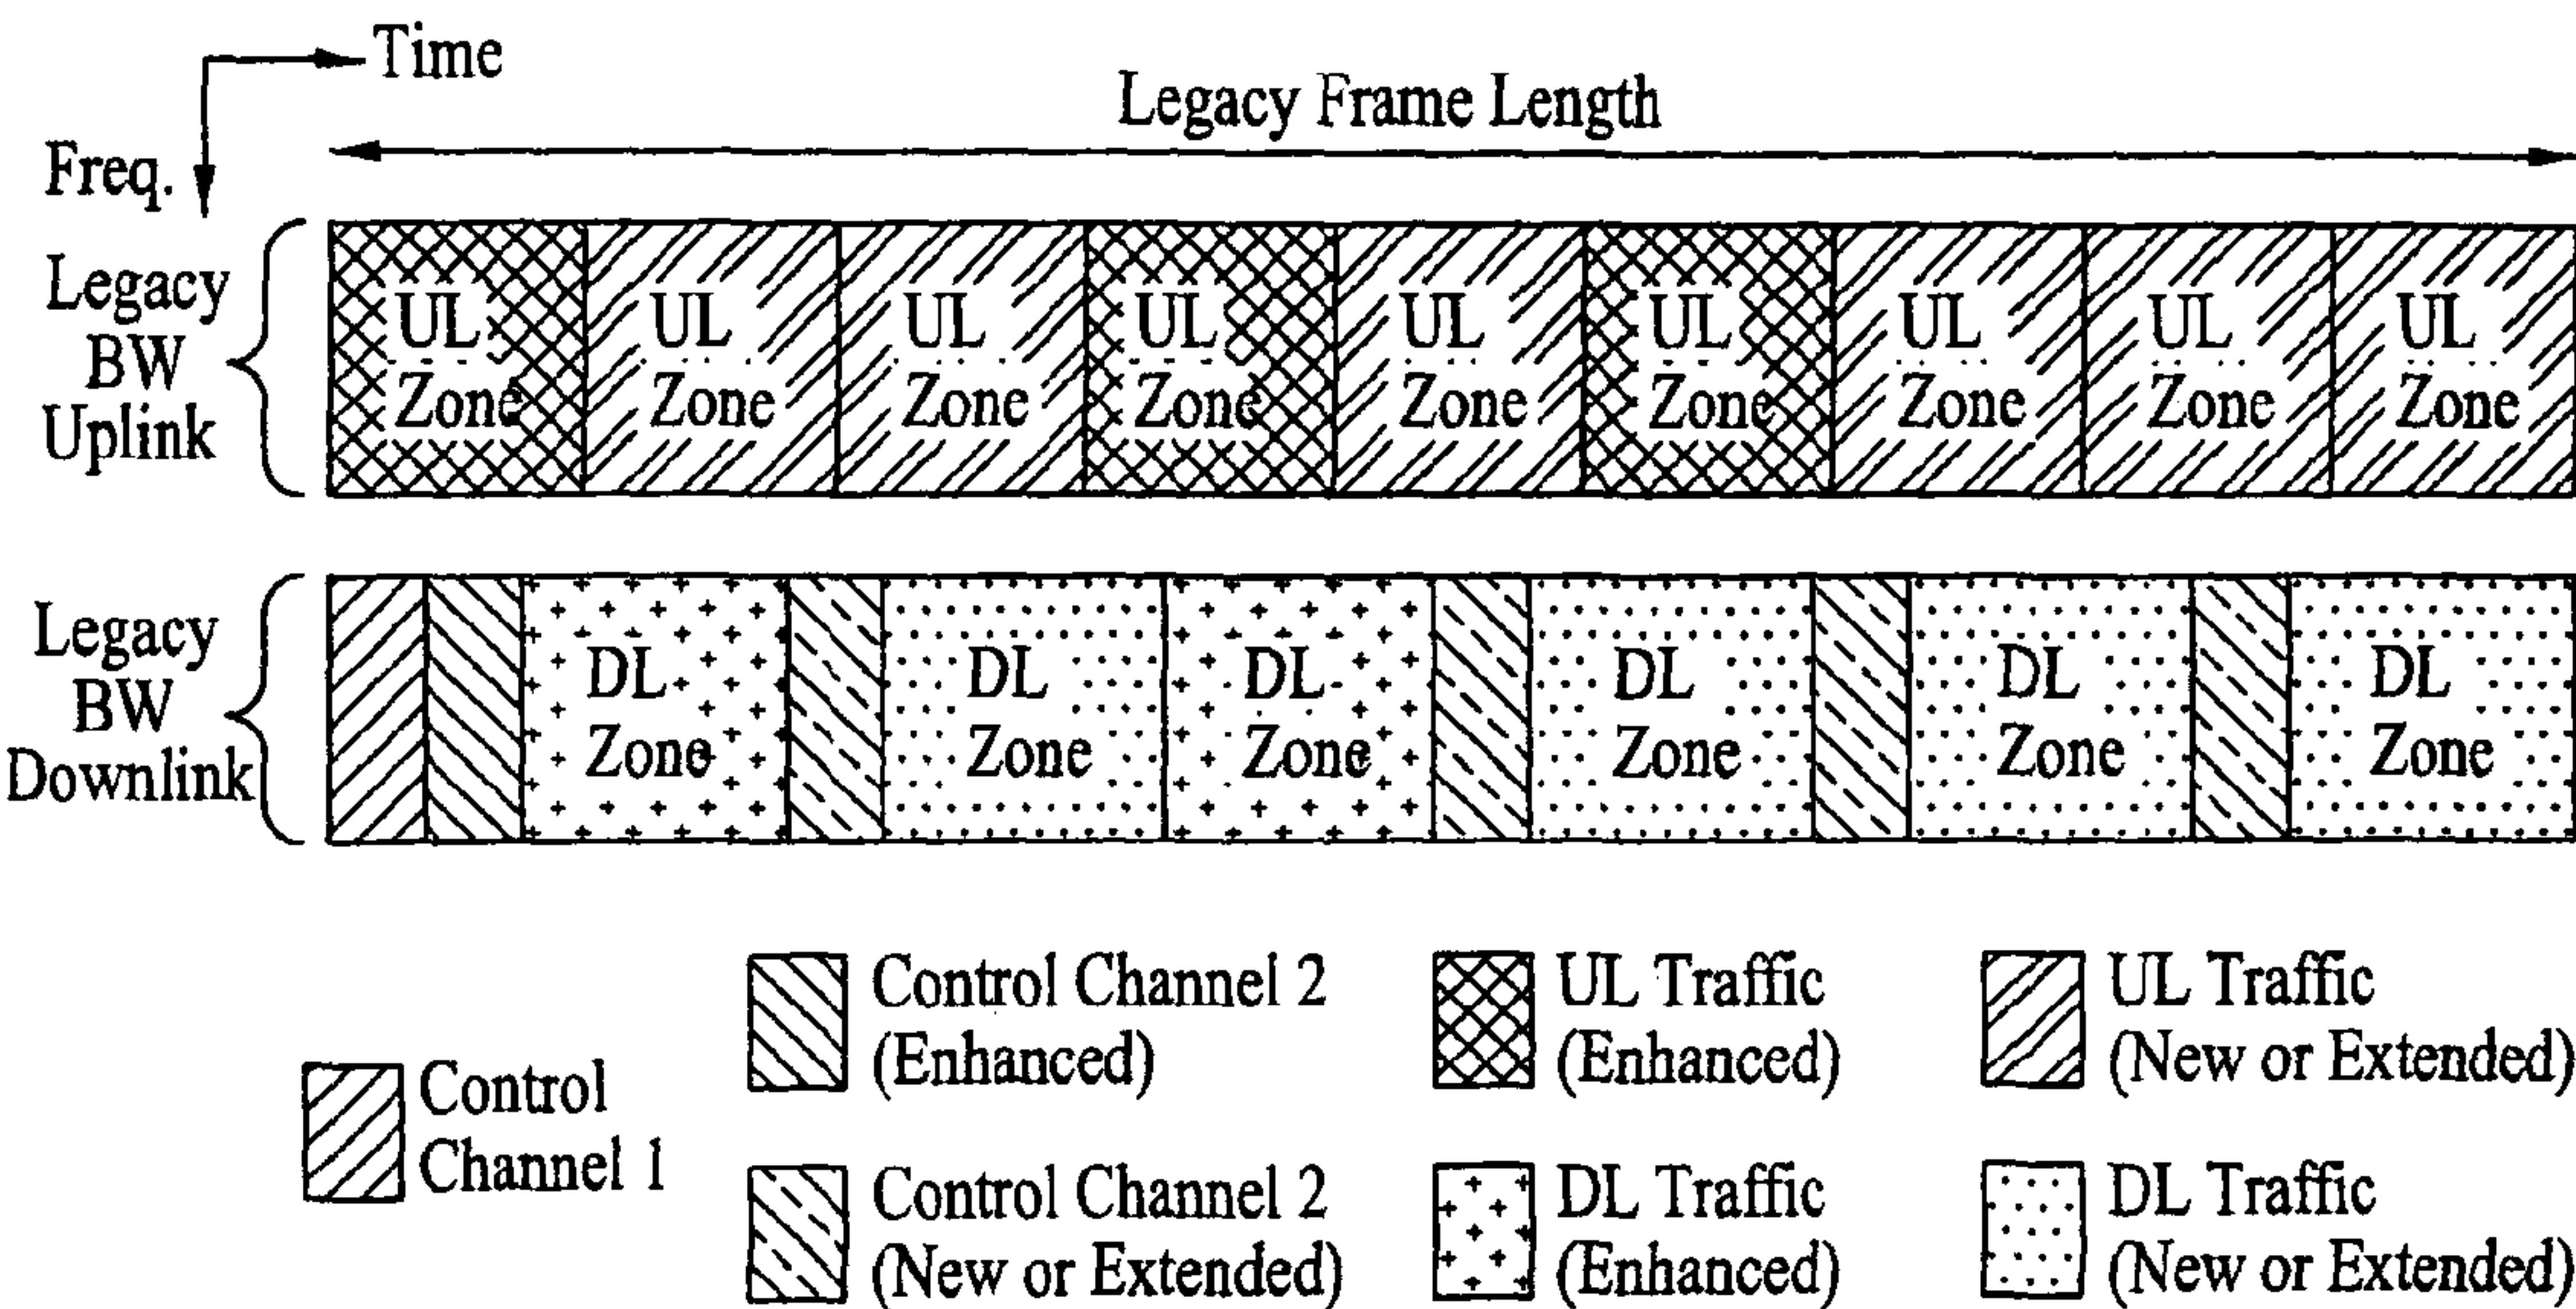 Time
Legacy Frame Length
Freq.
Legacy
BW
Uplink
UL
Zone
UL
Zone
UL
Zone
UL
Zone
UL
Zone
UL
Zone
UL
Zone
UL
Zone
UL
Zone
Legacy
BW
Downlink
DL
Zone
DL
Zone
DL
Zone
DL
Zone
DL
Zone
DL
Zone
Control
Channel 1
Control Channel 2
(Enhanced)
Control Channel 2
(New or Extended)
UL Traffic
(Enhanced)
DL Traffic
(Enhanced)
UL Traffic
(New or Extended)
DL Traffic
(New or Extended)